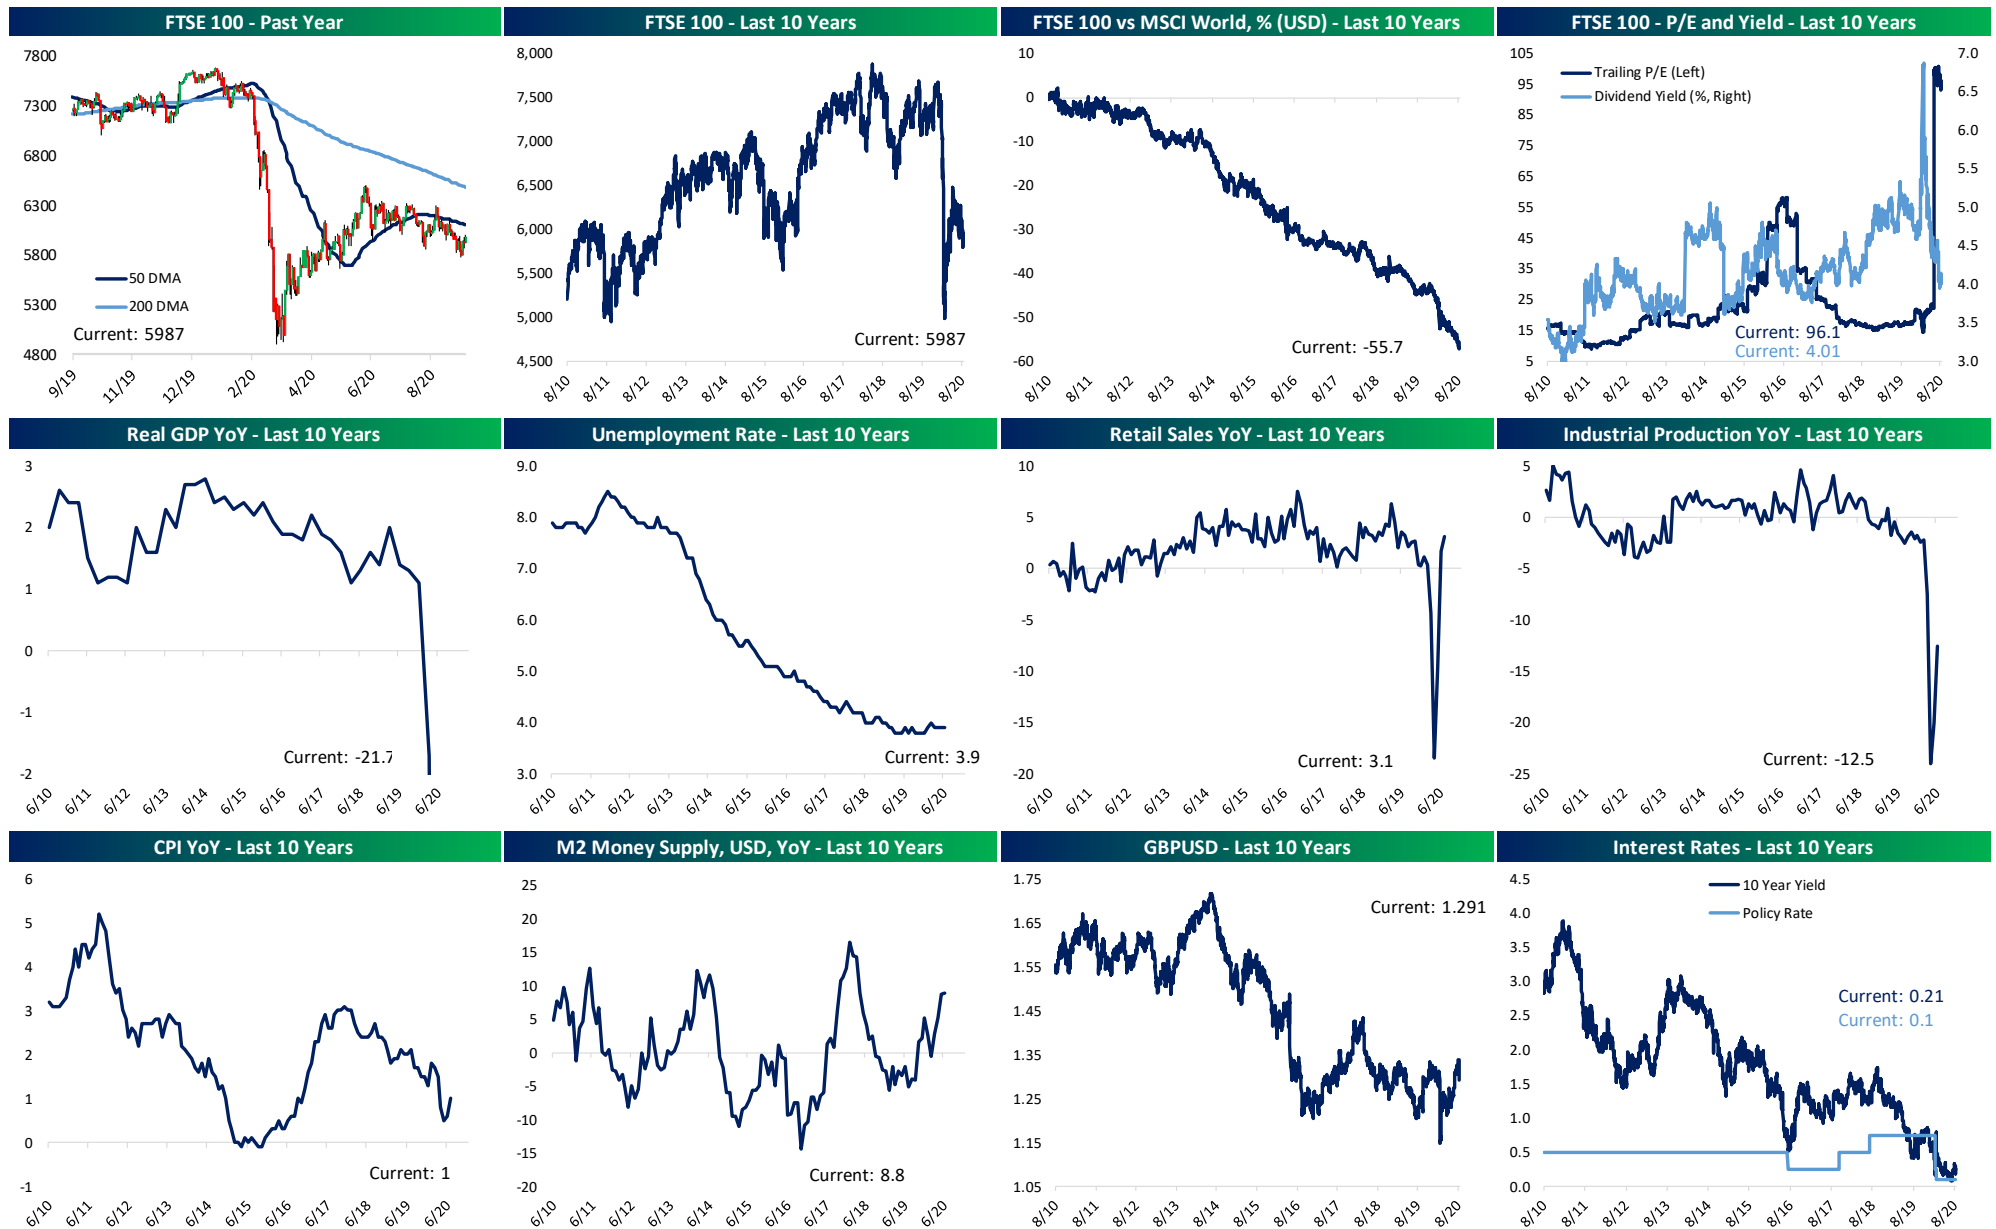 FTSE 100 - Past Year
7800
7300
6800
6300
5800
5300
4800
50 DMA
200 DMA
Current: 5987
9/19 11/19 12/19 2/20 4/20 6/20 8/20
FTSE 100 - Last 10 Years
8,000
7,500
7,000
6,500
6,000
5,500
5,000
4,500
Current: 5987
8/10 8/11 8/12 8/13 8/14 8/15 8/16 8/17 8/18 8/19 8/20
FTSE 100 vs MSCI World, % (USD) - Last 10 Years
10
0
-10
-20
-30
-40
-50
-60
Current: -55.7
8/10 8/11 8/12 8/13 8/14 8/15 8/16 8/17 8/18 8/19 8/20
FTSE 100 - P/E and Yield - Last 10 Years
105
95
85
75
65
55
45
35
25
15
5
Trailing P/E (Left)
Dividend Yield (%, Right)
Current: 96.1
Current: 4.01
7.0
6.5
6.0
5.5
5.0
4.5
4.0
3.5
3.0
8/10 8/11 8/12 8/13 8/14 8/15 8/16 8/17 8/18 8/19 8/20
Real GDP YoY - Last 10 Years
3
2
1
0
-1
-2
Current: -21.7
6/10 6/11 6/12 6/13 6/14 6/15 6/16 6/17 6/18 6/19 6/20
Unemployment Rate - Last 10 Years
9.0
8.0
7.0
6.0
5.0
4.0
3.0
Current: 3.9
6/10 6/11 6/12 6/13 6/14 6/15 6/16 6/17 6/18 6/19 6/20
Retail Sales YoY - Last 10 Years
10
5
0
-5
-10
-15
-20
Current: 3.1
6/10 6/11 6/12 6/13 6/14 6/15 6/16 6/17 6/18 6/19 6/20
Industrial Production YoY - Last 10 Years
5
0
-5
-10
-15
-20
-25
Current: -12.5
6/10 6/11 6/12 6/13 6/14 6/15 6/16 6/17 6/18 6/19 6/20
CPI YoY - Last 10 Years
6
5
4
3
2
1
0
-1
Current: 1
6/10 6/11 6/12 6/13 6/14 6/15 6/16 6/17 6/18 6/19 6/20
M2 Money Supply, USD, YoY - Last 10 Years
25
20
15
10
5
0
-5
-10
-15
-20
Current: 8.8
6/10 6/11 6/12 6/13 6/14 6/15 6/16 6/17 6/18 6/19 6/20
GBPUSD - Last 10 Years
1.75
1.65
1.55
1.45
1.35
1.25
1.15
1.05
Current: 1.291
8/10 8/11 8/12 8/13 8/14 8/15 8/16 8/17 8/18 8/19 8/20
Interest Rates - Last 10 Years
4.5
4.0
3.5
3.0
2.5
2.0
1.5
1.0
0.5
0.0
10 Year Yield
Policy Rate
Current: 0.21
Current: 0.1
8/10 8/11 8/12 8/13 8/14 8/15 8/16 8/17 8/18 8/19 8/20